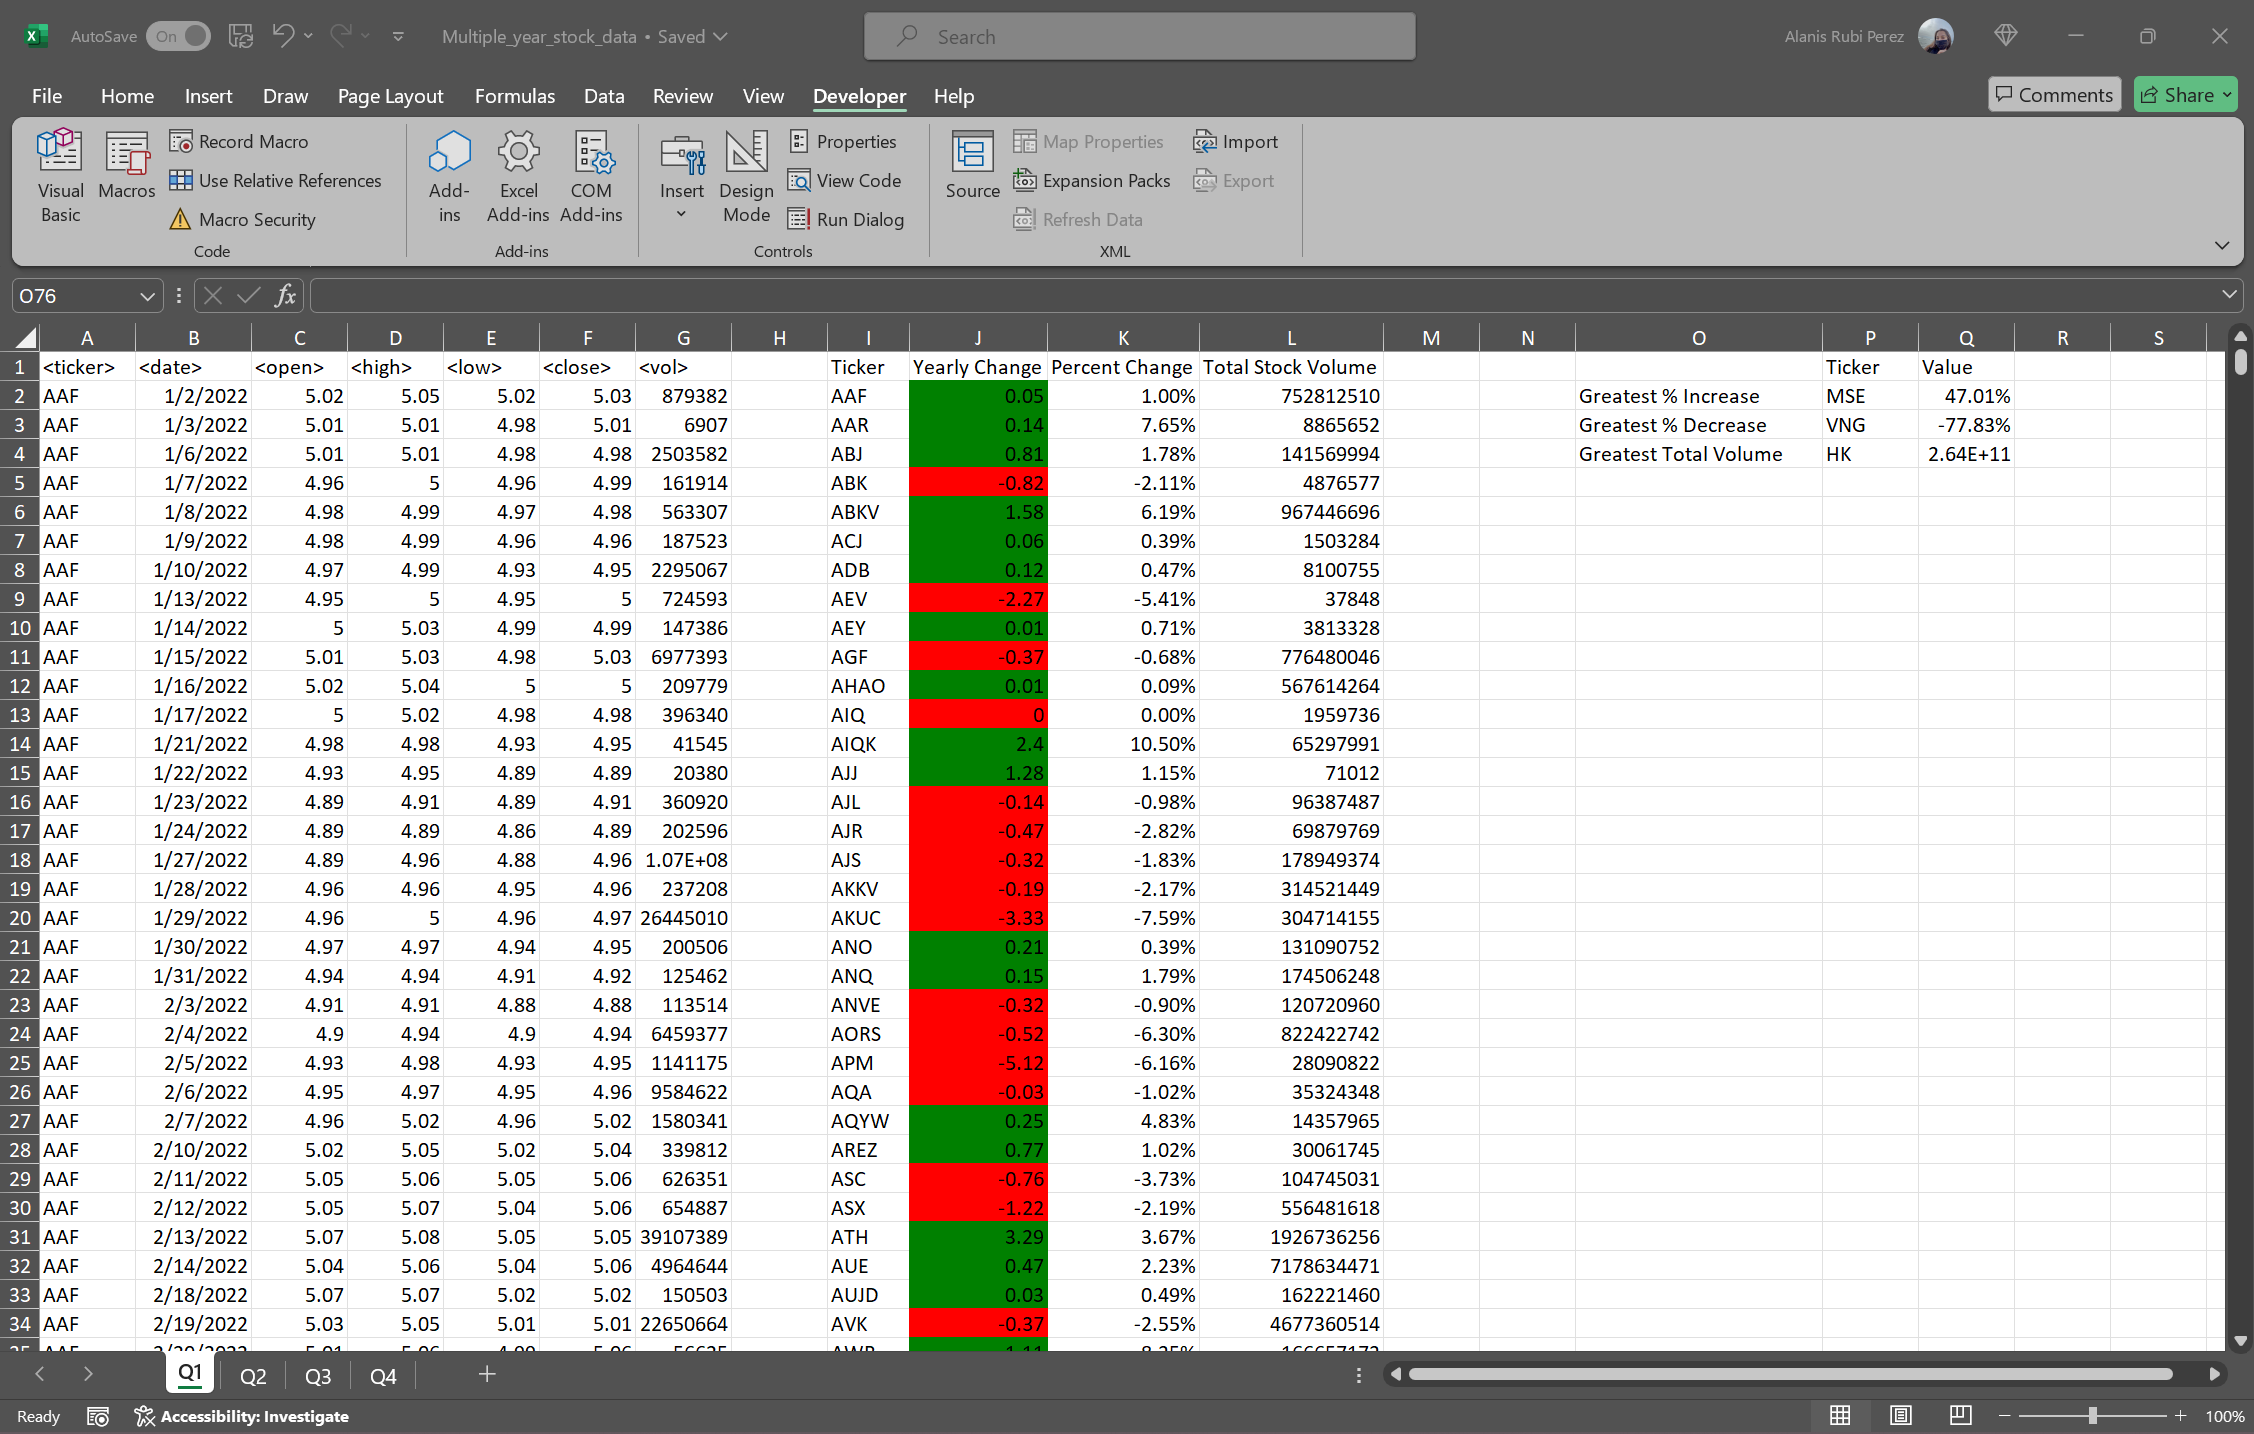 AutoSave On Multiple_year_stock_data • Saved Search Alanis Rubi Perez
File Home Insert Draw Page Layout Formulas Data Review View Developer Help Comments Share
Visual Basic Macros Record Macro Use Relative References Macro Security Code
Add-ins Excel Add-ins COM Add-ins Add-ins
Insert Design Mode Properties View Code Run Dialog Controls
Source Map Properties Expansion Packs Refresh Data Import Export XML
O76 fx
A B C D E F G H I J K L M N O P Q R S
1 <ticker> <date> <open> <high> <low> <close> <vol> Ticker Yearly Change Percent Change Total Stock Volume Ticker Value
2 AAF 1/2/2022 5.02 5.05 5.02 5.03 879382 AAF 0.05 1.00% 752812510 Greatest % Increase MSE 47.01%
3 AAF 1/3/2022 5.01 5.01 4.98 5.01 6907 AAR 0.14 7.65% 8865652 Greatest % Decrease VNG -77.83%
4 AAF 1/6/2022 5.01 5.01 4.98 4.98 2503582 ABJ 0.81 1.78% 141569994 Greatest Total Volume HK 2.64E+11
5 AAF 1/7/2022 4.96 5 4.96 4.99 161914 ABK -0.82 -2.11% 4876577
6 AAF 1/8/2022 4.98 4.99 4.97 4.98 563307 ABKV 1.58 6.19% 967446696
7 AAF 1/9/2022 4.98 4.99 4.96 4.96 187523 ACJ 0.06 0.39% 1503284
8 AAF 1/10/2022 4.97 4.99 4.93 4.95 2295067 ADB 0.12 0.47% 8100755
9 AAF 1/13/2022 4.95 5 4.95 5 724593 AEV -2.27 -5.41% 37848
10 AAF 1/14/2022 5 5.03 4.99 4.99 147386 AEY 0.01 0.71% 3813328
11 AAF 1/15/2022 5.01 5.03 4.98 5.03 6977393 AGF -0.37 -0.68% 776480046
12 AAF 1/16/2022 5.02 5.04 5 5 209779 AHAO 0.01 0.09% 567614264
13 AAF 1/17/2022 5 5.02 4.98 4.98 396340 AIQ 0 0.00% 1959736
14 AAF 1/21/2022 4.98 4.98 4.93 4.95 41545 AIQK 2.4 10.50% 65297991
15 AAF 1/22/2022 4.93 4.95 4.89 4.89 20380 AJJ 1.28 1.15% 71012
16 AAF 1/23/2022 4.89 4.91 4.89 4.91 360920 AJL -0.14 -0.98% 96387487
17 AAF 1/24/2022 4.89 4.89 4.86 4.89 202596 AJR -0.47 -2.82% 69879769
18 AAF 1/27/2022 4.89 4.96 4.88 4.96 1.07E+08 AJS -0.32 -1.83% 178949374
19 AAF 1/28/2022 4.96 4.96 4.95 4.96 237208 AKKV -0.19 -2.17% 314521449
20 AAF 1/29/2022 4.96 5 4.96 4.97 26445010 AKUC -3.33 -7.59% 304714155
21 AAF 1/30/2022 4.97 4.97 4.94 4.95 200506 ANO 0.21 0.39% 131090752
22 AAF 1/31/2022 4.94 4.94 4.91 4.92 125462 ANQ 0.15 1.79% 174506248
23 AAF 2/3/2022 4.91 4.91 4.88 4.88 113514 ANVE -0.32 -0.90% 120720960
24 AAF 2/4/2022 4.9 4.94 4.9 4.94 6459377 AORS -0.52 -6.30% 822422742
25 AAF 2/5/2022 4.93 4.98 4.93 4.95 1141175 APM -5.12 -6.16% 28090822
26 AAF 2/6/2022 4.95 4.97 4.95 4.96 9584622 AQA -0.03 -1.02% 35324348
27 AAF 2/7/2022 4.96 5.02 4.96 5.02 1580341 AQYW 0.25 4.83% 14357965
28 AAF 2/10/2022 5.02 5.05 5.02 5.04 339812 AREZ 0.77 1.02% 30061745
29 AAF 2/11/2022 5.05 5.06 5.05 5.06 626351 ASC -0.76 -3.73% 104745031
30 AAF 2/12/2022 5.05 5.07 5.04 5.06 654887 ASX -1.22 -2.19% 556481618
31 AAF 2/13/2022 5.07 5.08 5.05 5.05 39107389 ATH 3.29 3.67% 1926736256
32 AAF 2/14/2022 5.04 5.06 5.04 5.06 4964644 AUE 0.47 2.23% 7178634471
33 AAF 2/18/2022 5.07 5.07 5.02 5.02 150503 AUJD 0.03 0.49% 162221460
34 AAF 2/19/2022 5.03 5.05 5.01 5.01 22650664 AVK -0.37 -2.55% 4677360514
Q1 Q2 Q3 Q4
Ready Accessibility: Investigate 100%